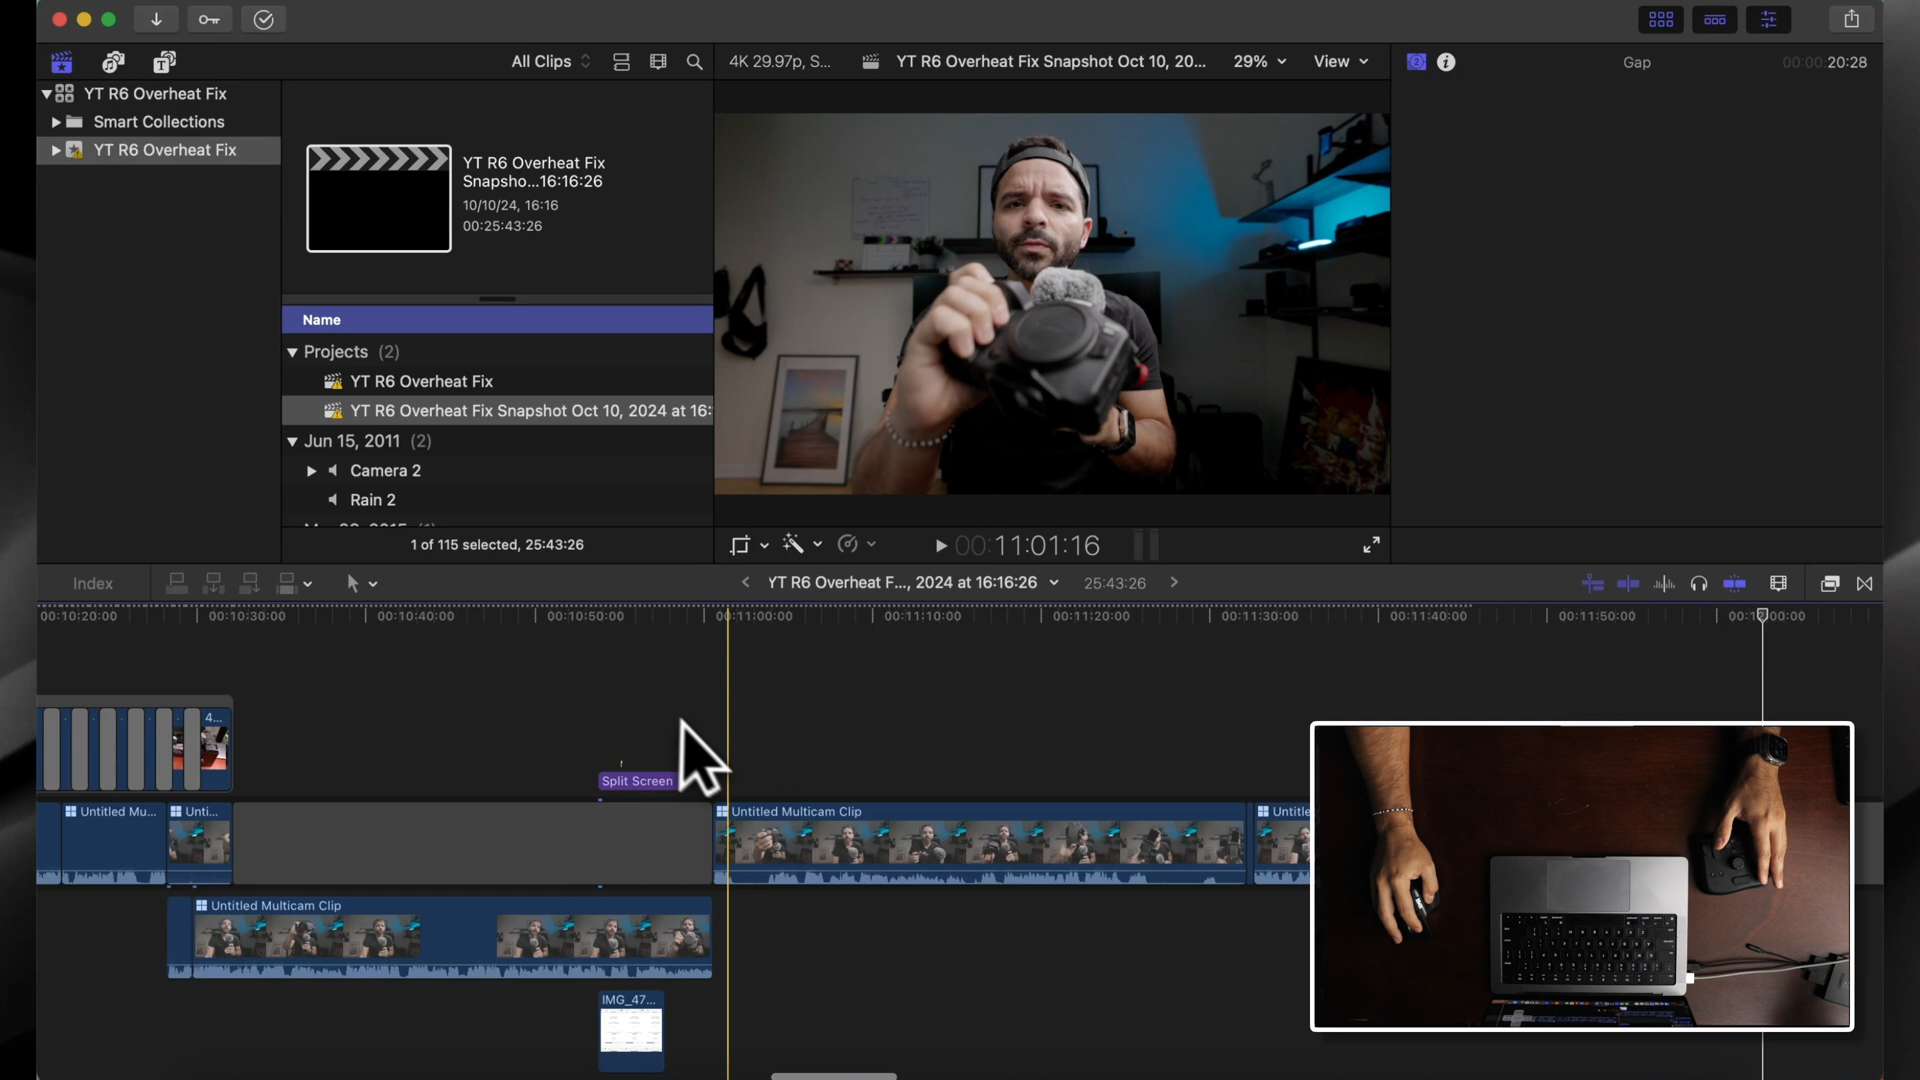 All Clips
4K 29.97p, S...
YT R6 Overheat Fix Snapshot Oct 10, 20...
29%
View
Gap
00:00:20:28
YT R6 Overheat Fix
Smart Collections
YT R6 Overheat Fix
YT R6 Overheat Fix
Snapsho...16:16:26
10/10/24, 16:16
00:25:43:26
Name
Projects (2)
YT R6 Overheat Fix
YT R6 Overheat Fix Snapshot Oct 10, 2024 at 16:
Jun 15, 2011 (2)
Camera 2
Rain 2
1 of 115 selected, 25:43:26
00:11:01:16
Index
YT R6 Overheat F..., 2024 at 16:16:26
25:43:26
00:10:20:00
00:10:30:00
00:10:40:00
00:10:50:00
00:11:00:00
00:11:10:00
00:11:20:00
00:11:30:00
00:11:40:00
00:11:50:00
00:12:00:00
4...
Split Screen
Untitled Mu...
Unti...
Untitled Multicam Clip
Untitle
Untitled Multicam Clip
IMG_47...